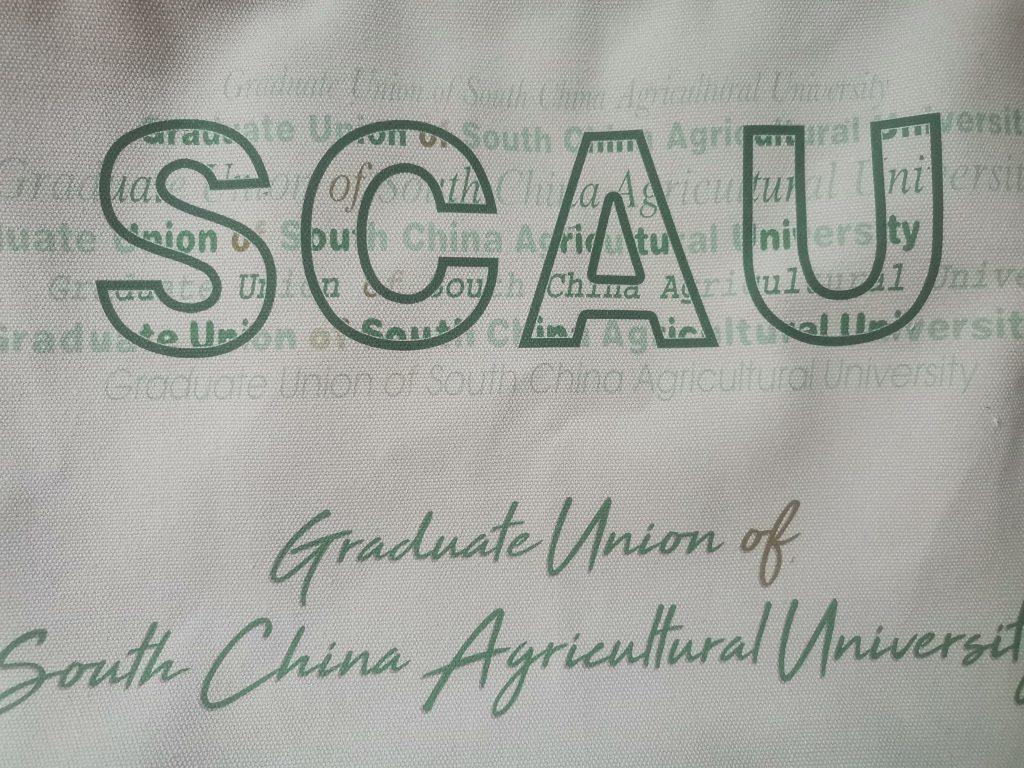 Graduate Union of South China Agricultural University
Graduate Union of South China Agricultural Universit
Graduate Union of South China Agricultural Universit
duate Union of South China Agricultural University
Graduate Union of South China Agricultural Unive
Graduate Union of South China Agricultural Universit
Graduate Union of South China Agricultural University
SCAU
Graduate Union of
South China Agricultural University